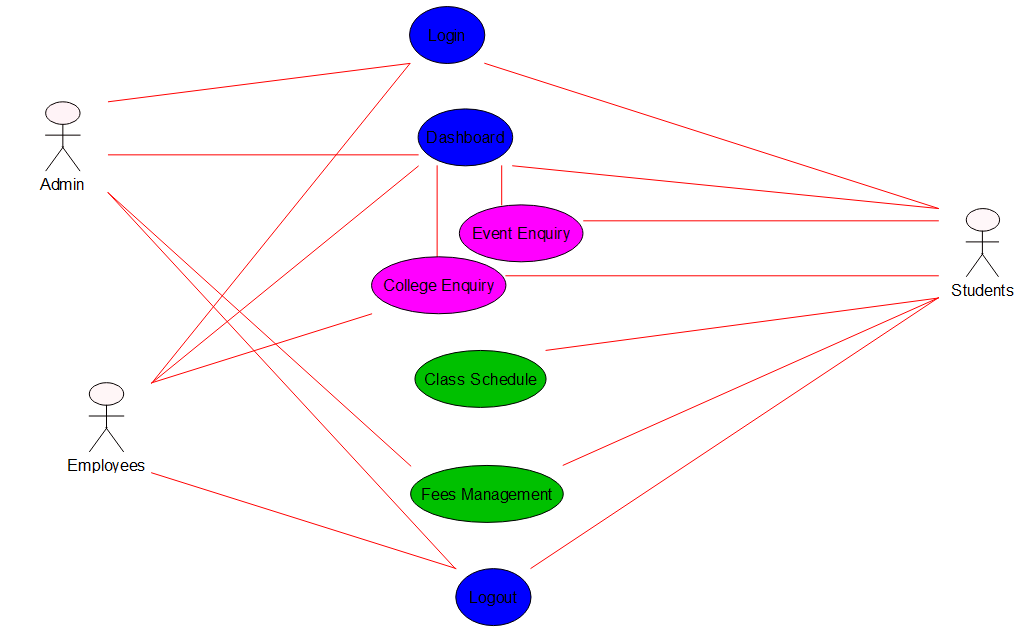 Login
Dashboard
Admin
Event Enquiry
College Enquiry
Students
Class Schedule
Employees
Fees Management
Logout